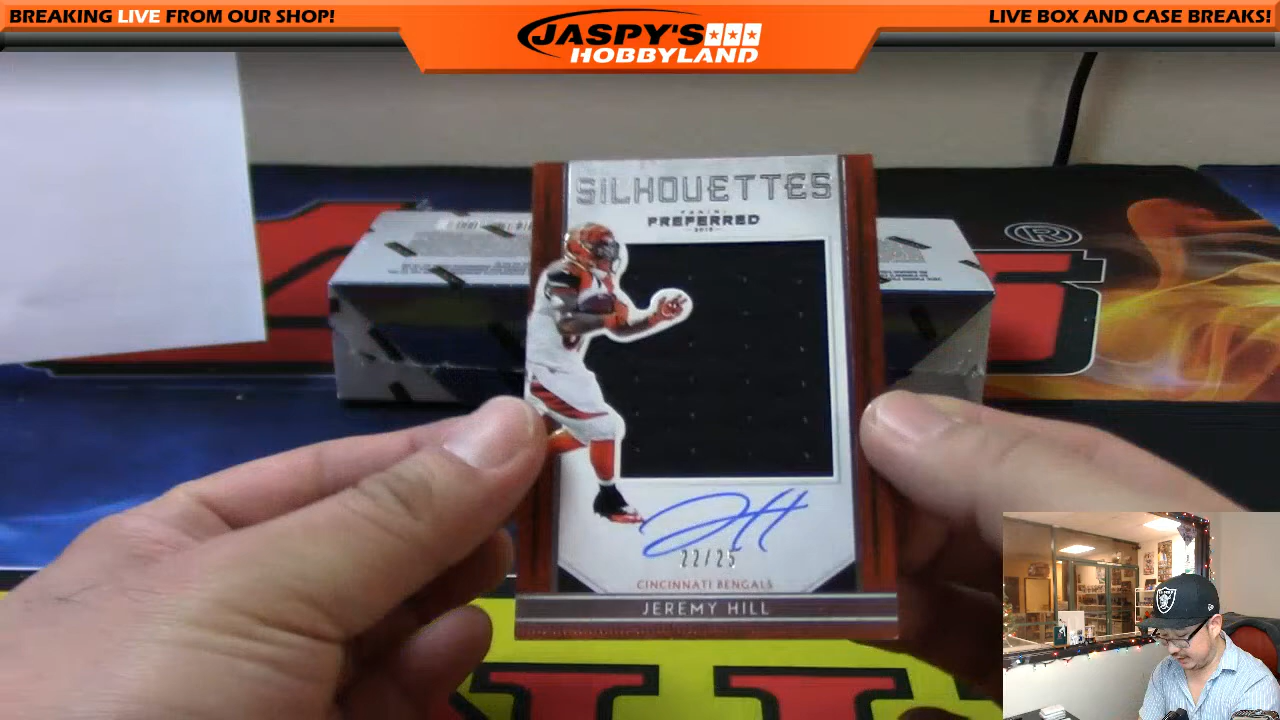 BREAKING LIVE FROM OUR SHOP!
JASPY'S
HOBBYLAND
LIVE BOX AND CASE BREAKS!
SILHOUETTES
PANINI
PREFERRED
®
22/25
CINCINNATI BENGALS
JEREMY HILL